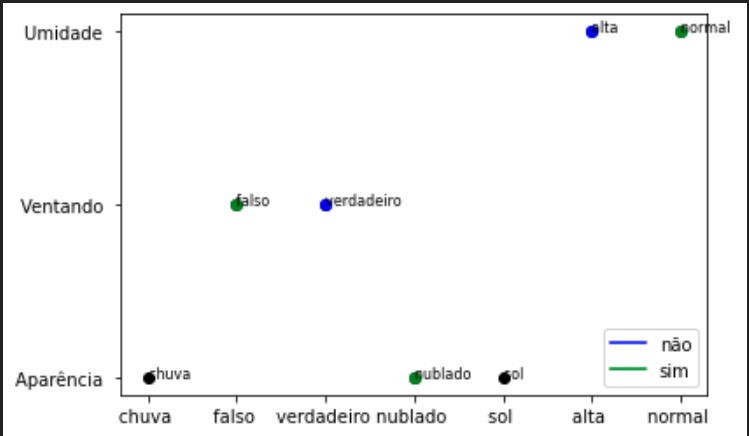 Umidade
alta
normal
Ventando
falso
verdadeiro
Aparência
chuva
nublado
sol
não
sim
chuva falso verdadeiro nublado sol alta normal